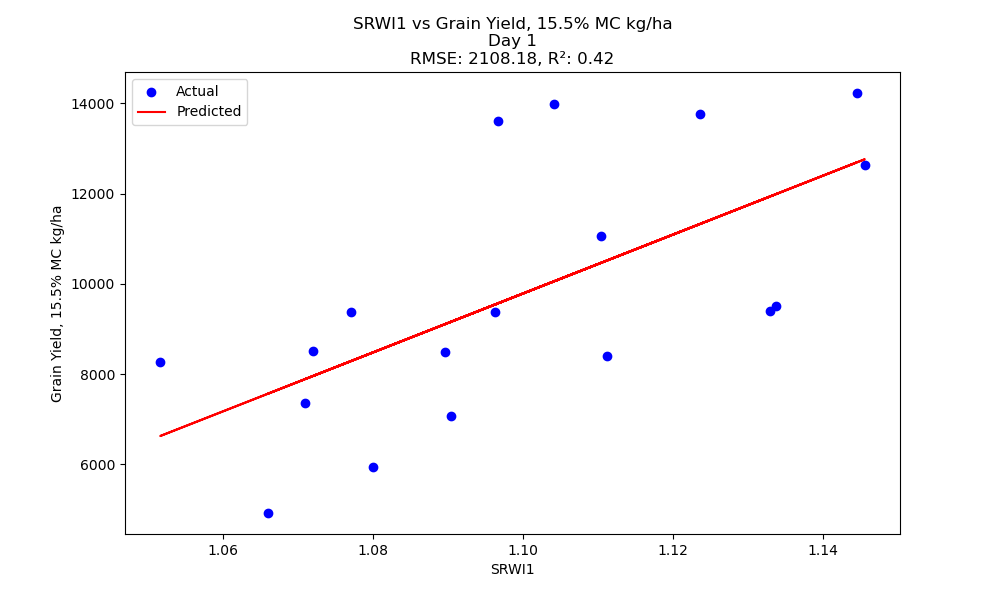 SRWI1 vs Grain Yield, 15.5% MC kg/ha
Day 1
RMSE: 2108.18, R²: 0.42
Actual
Predicted
Grain Yield, 15.5% MC kg/ha
14000
12000
10000
8000
6000
1.06
1.08
1.10
1.12
1.14
SRWI1